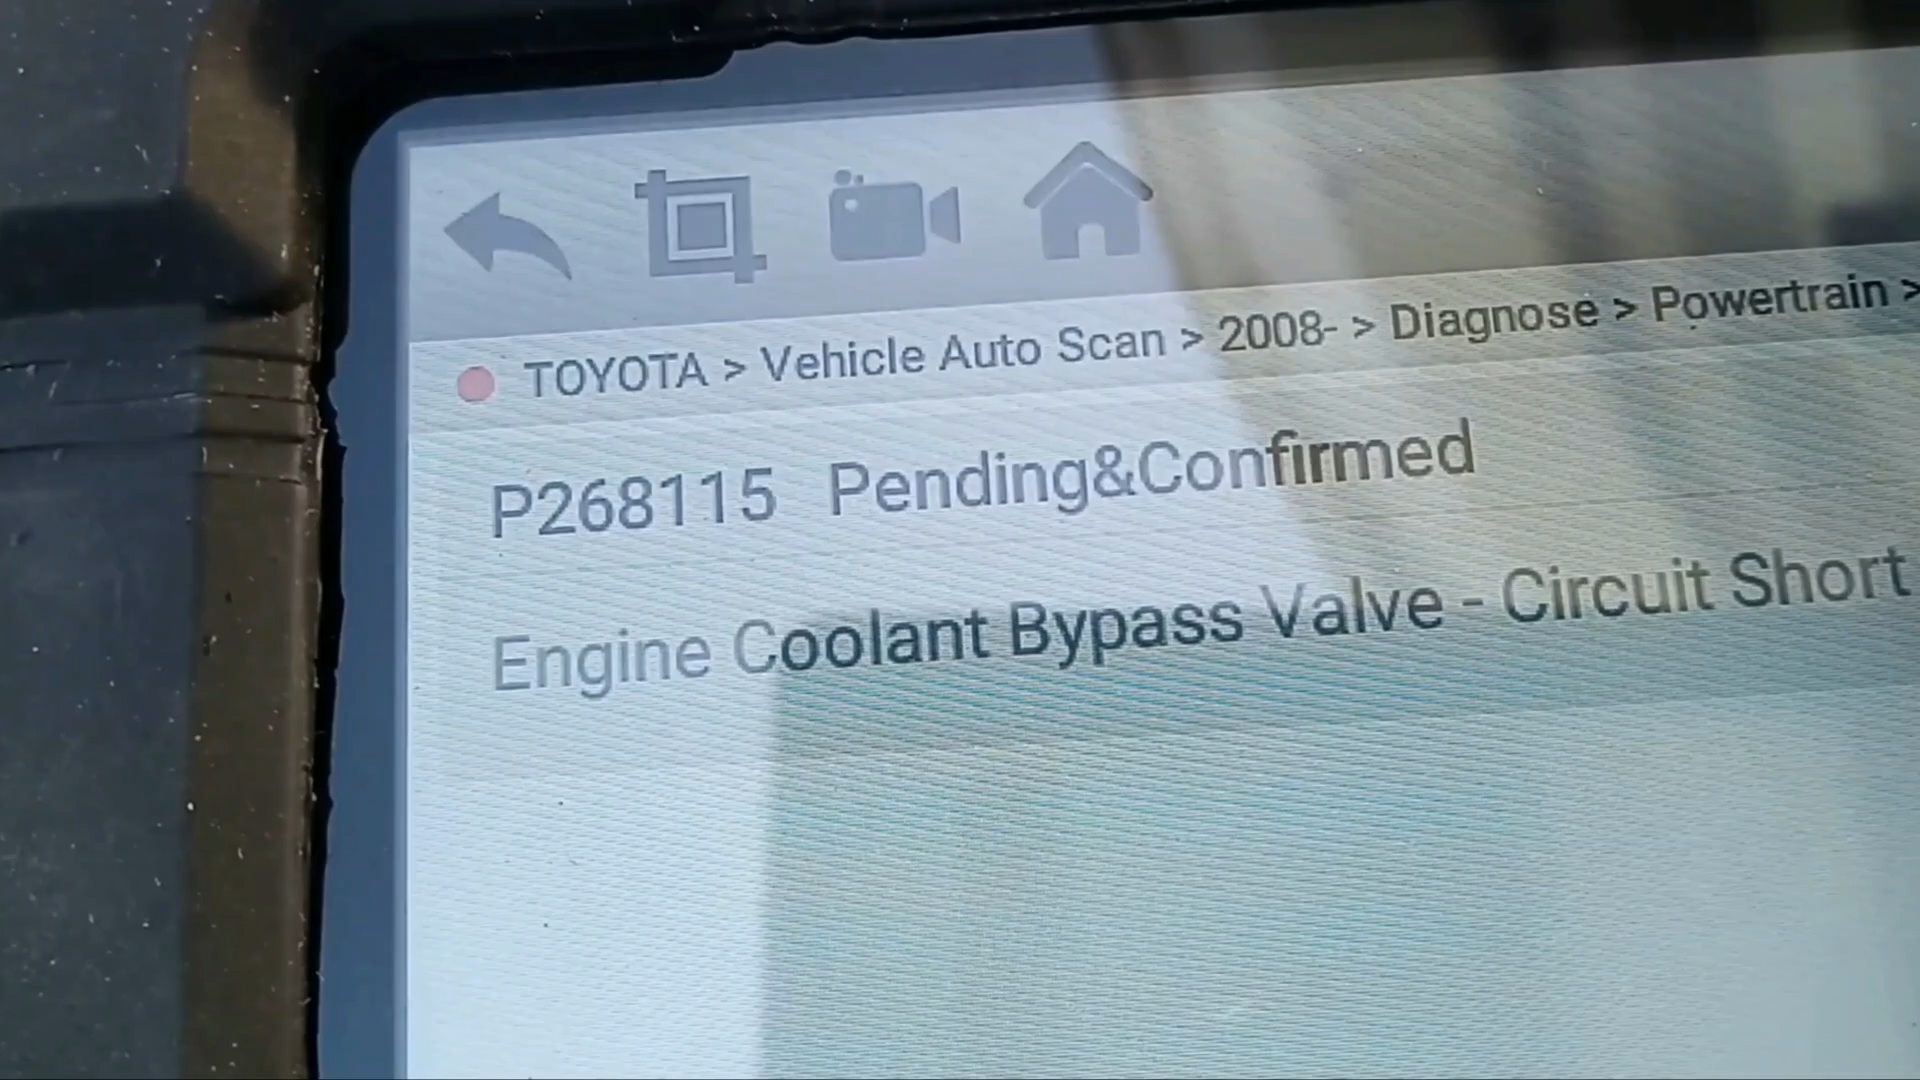 TOYOTA > Vehicle Auto Scan > 2008- > Diagnose > Powertrain >
P268115 Pending&Confirmed
Engine Coolant Bypass Valve - Circuit Short